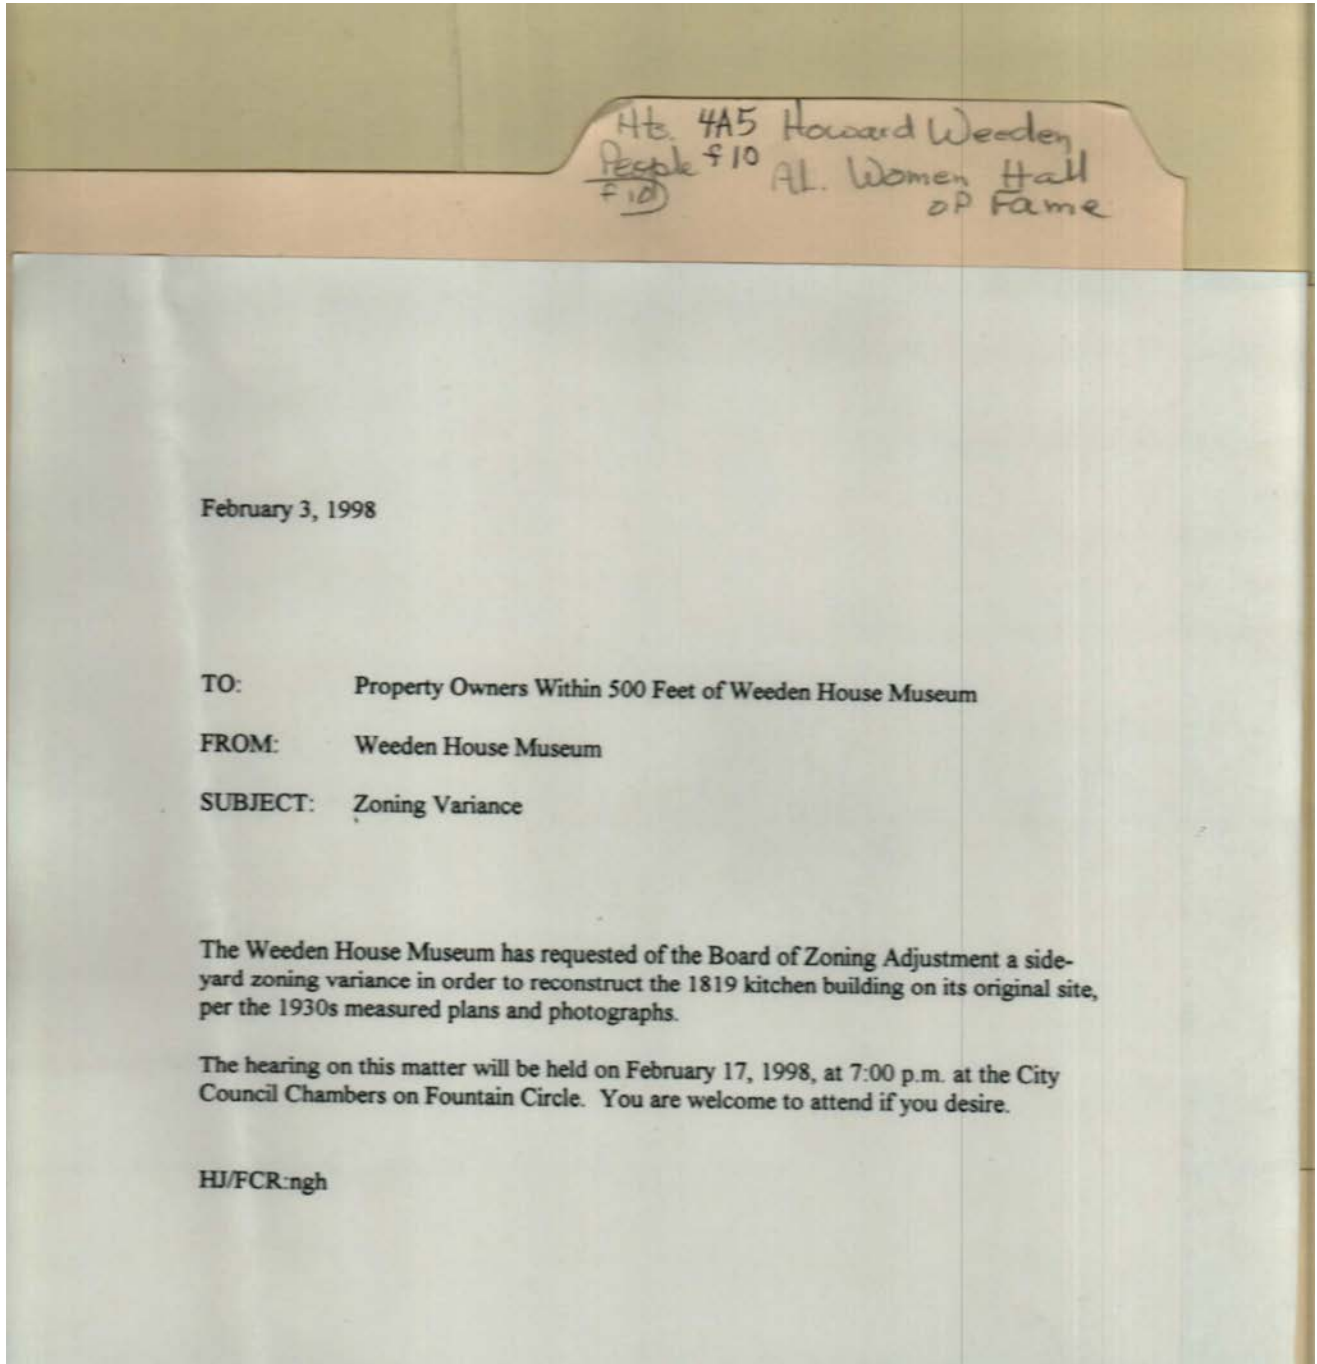 Hts. 4A5 Howard Weeden
People f10 AL. Women Hall
f 10 of Fame
February 3, 1998
TO: Property Owners Within 500 Feet of Weeden House Museum
FROM: Weeden House Museum
SUBJECT: Zoning Variance
The Weeden House Museum has requested of the Board of Zoning Adjustment a side-
yard zoning variance in order to reconstruct the 1819 kitchen building on its original site,
per the 1930s measured plans and photographs.
The hearing on this matter will be held on February 17, 1998, at 7:00 p.m. at the City
Council Chambers on Fountain Circle. You are welcome to attend if you desire.
HJ/FCR:ngh